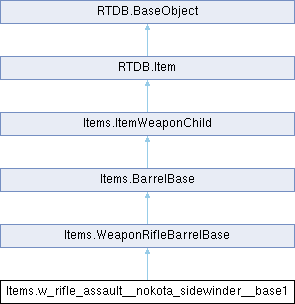 RTDB.BaseObject
RTDB.Item
Items.ItemWeaponChild
Items.BarrelBase
Items.WeaponRifleBarrelBase
Items.w_rifle_assault__nokota_sidewinder__base1